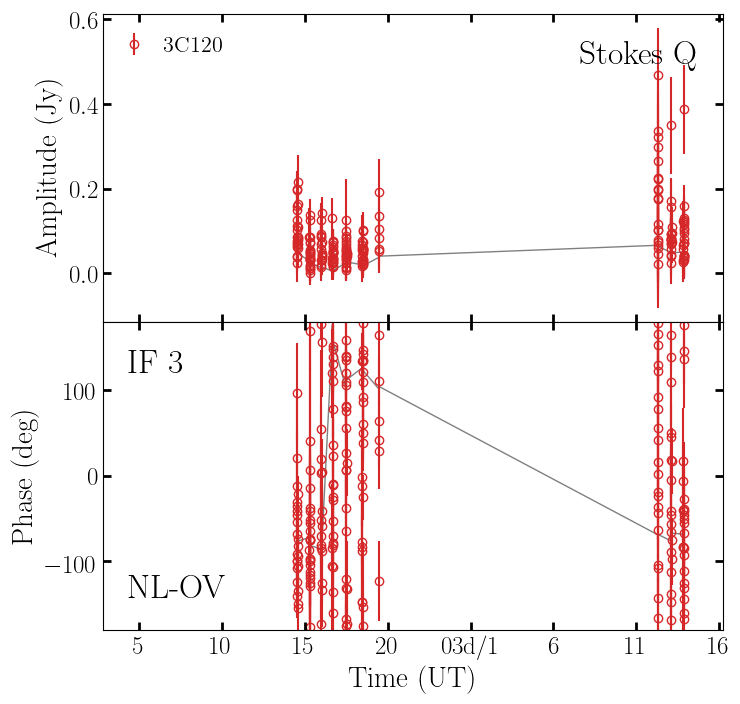 3C120
Stokes Q
0.6
0.4
0.2
0.0
Amplitude (Jy)
IF 3
100
0
−100
Phase (deg)
NL-OV
5 10 15 20 03d/1 6 11 16
Time (UT)